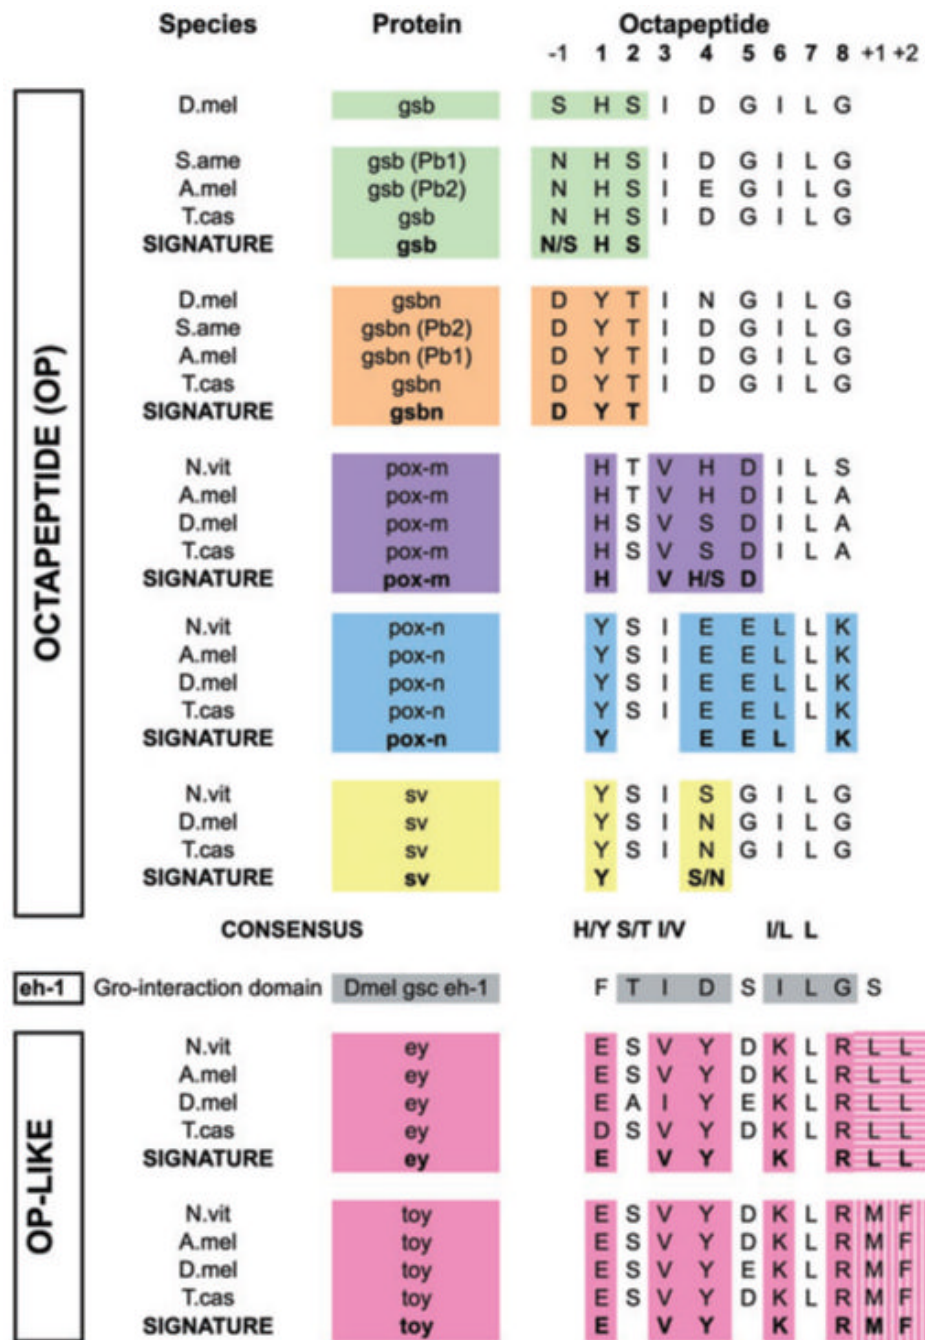 Species Protein Octapeptide
-1 1 2 3 4 5 6 7 8 +1 +2
OCTAPEPTIDE (OP)
D.mel gsb S H S I D G I L G
S.ame gsb (Pb1) N H S I D G I L G
A.mel gsb (Pb2) N H S I E G I L G
T.cas gsb N H S I D G I L G
SIGNATURE gsb N/S H S
D.mel gsbn D Y T I N G I L G
S.ame gsbn (Pb2) D Y T I D G I L G
A.mel gsbn (Pb1) D Y T I D G I L G
T.cas gsbn D Y T I D G I L G
SIGNATURE gsbn D Y T
N.vit pox-m H T V H D I L S
A.mel pox-m H T V H D I L A
D.mel pox-m H S V S D I L A
T.cas pox-m H S V S D I L A
SIGNATURE pox-m H V H/S D
N.vit pox-n Y S I E E L L K
A.mel pox-n Y S I E E L L K
D.mel pox-n Y S I E E L L K
T.cas pox-n Y S I E E L L K
SIGNATURE pox-n Y E E L K
N.vit sv Y S I S G I L G
D.mel sv Y S I N G I L G
T.cas sv Y S I N G I L G
SIGNATURE sv Y S/N
CONSENSUS H/Y S/T I/V I/L L
eh-1 Gro-interaction domain Dmel gsc eh-1 F T I D S I L G S
OP-LIKE
N.vit ey E S V Y D K L R L L
A.mel ey E S V Y D K L R L L
D.mel ey E A I Y E K L R L L
T.cas ey D S V Y D K L R L L
SIGNATURE ey E V Y K R L L
N.vit toy E S V Y D K L R M F
A.mel toy E S V Y D K L R M F
D.mel toy E S V Y E K L R M F
T.cas toy E S V Y D K L R M F
SIGNATURE toy E V Y K R M F